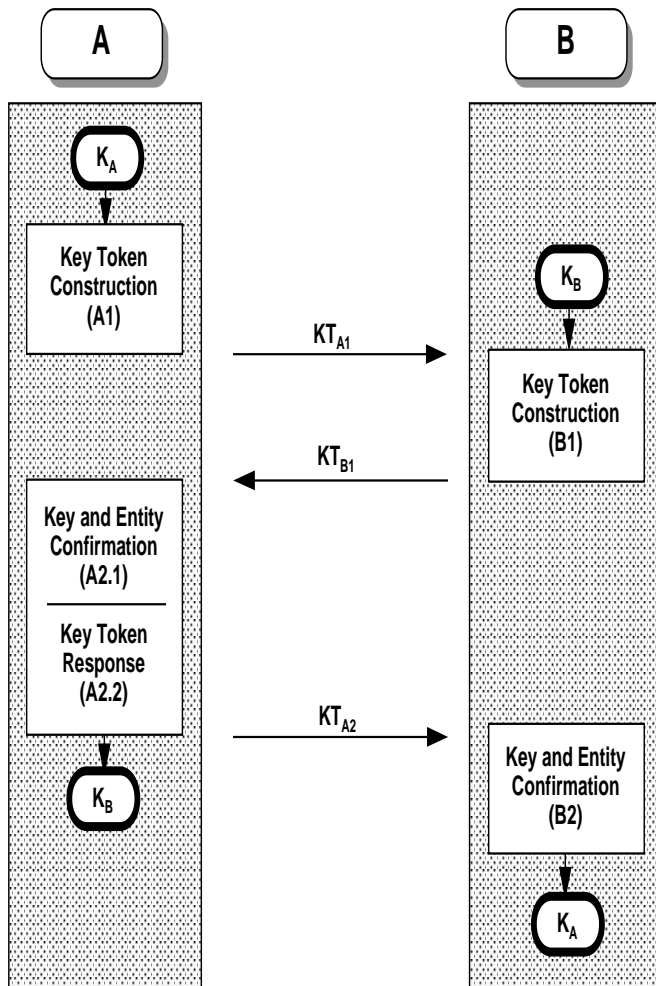 A
B
K_A
Key Token
Construction
(A1)
K_B
KT_A1
Key Token
Construction
(B1)
KT_B1
Key and Entity
Confirmation
(A2.1)
Key Token
Response
(A2.2)
KT_A2
Key and Entity
Confirmation
(B2)
K_B
K_A